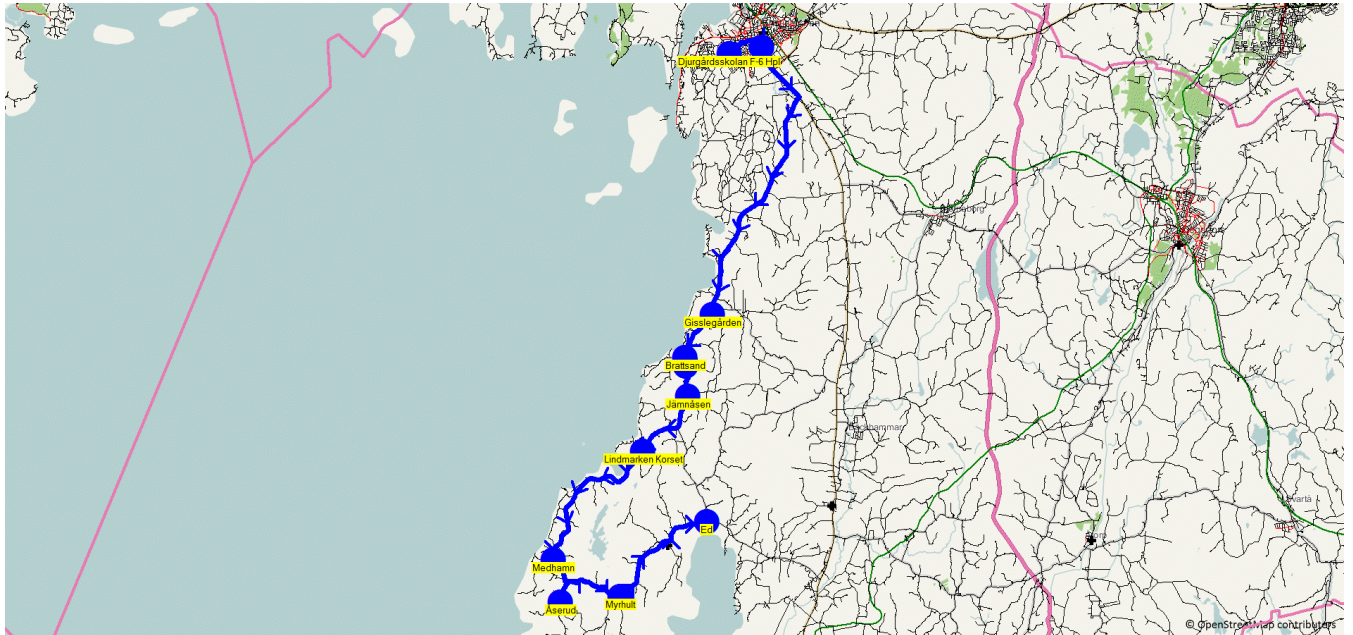 Djurgårdsskolan F-6 Hpl
Gisslegården
Brattsand
Jämnåsen
Lindmarken Korset
Ed
Medhamn
Åserud
Myrhult
© OpenStreetMap contributors